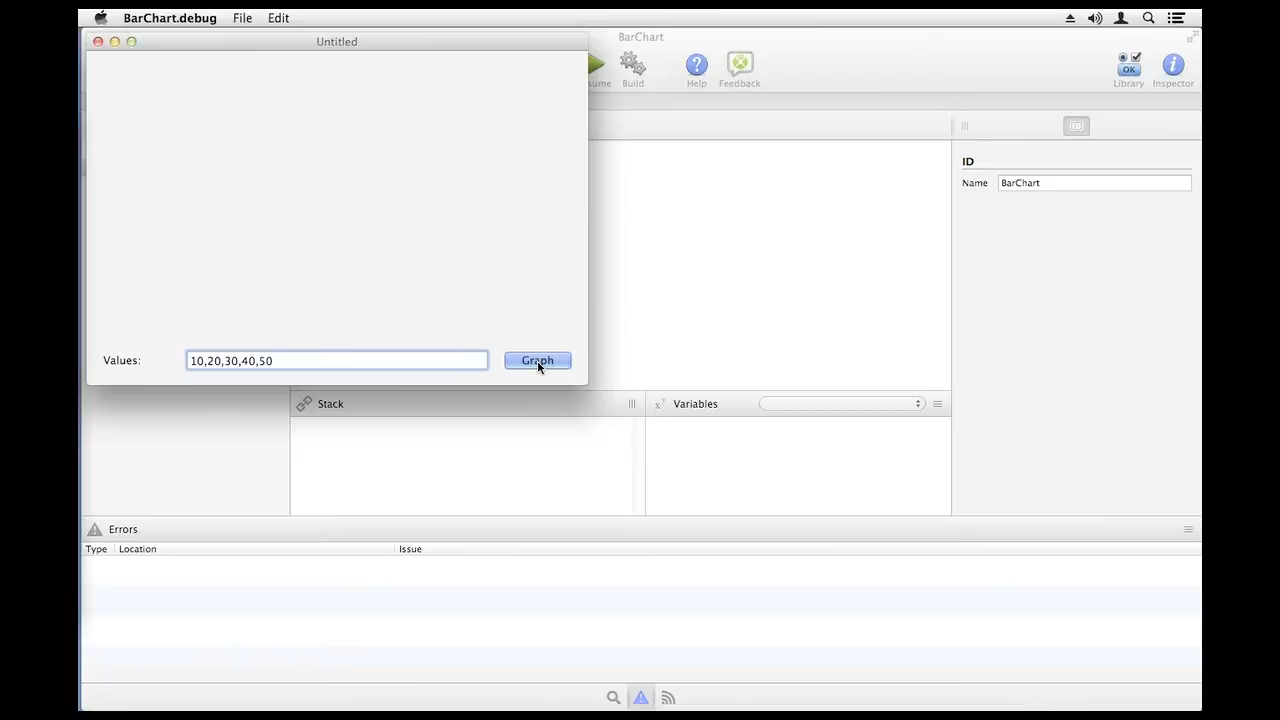 BarChart.debug File Edit
Untitled
BarChart
sume Build Help Feedback Library Inspector
ID
Name BarChart
Values: 10,20,30,40,50 Graph
Stack Variables
Errors
Type Location Issue